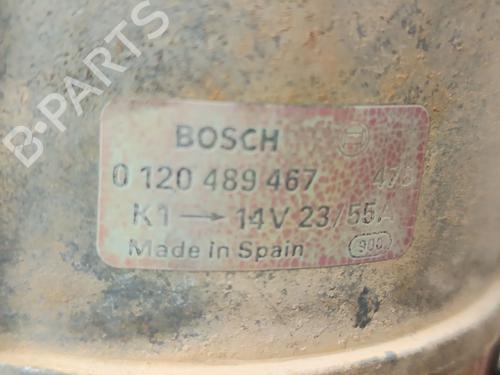 B-PARTS
BOSCH
0 120 489 467
K1 → 14V 23/55A
Made in Spain